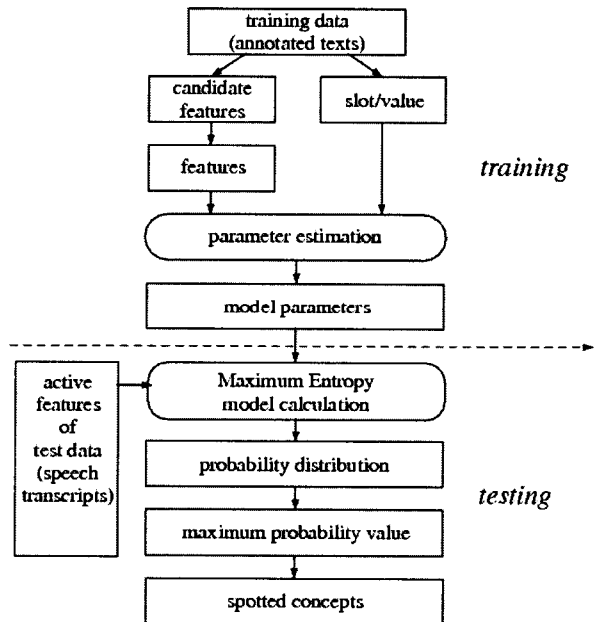 training data
(annotated texts)
candidate
features
slot/value
features
training
parameter estimation
model parameters
active
features
of
test data
(speech
transcripts)
Maximum Entropy
model calculation
probability distribution
testing
maximum probability value
spotted concepts